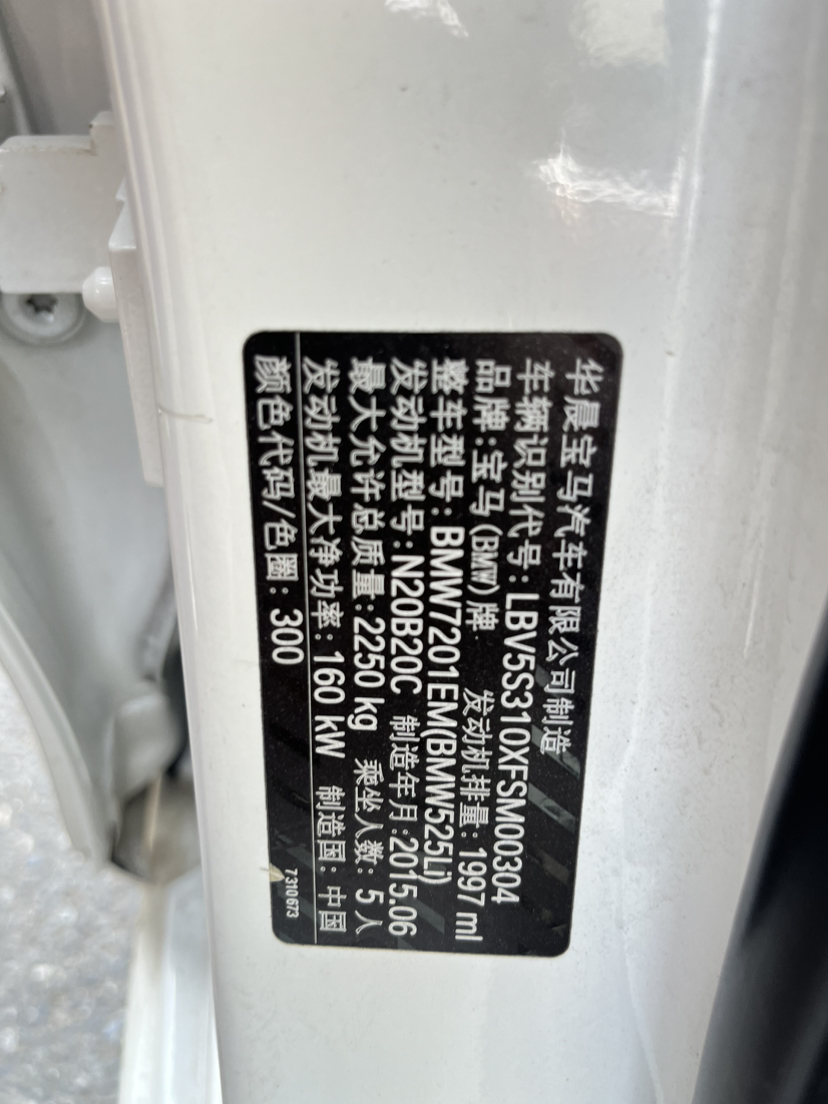 华晨宝马汽车有限公司制造
车辆识别代号:LBV5S310XFSM00304
品牌:宝马(BMW)牌 发动机排量:1997 ml
整车型号:BMW7201EM(BMW525Li)
发动机型号:N20B20C 制造年月:2015.06
最大允许总质量:2250 kg 乘坐人数:5 人
发动机最大净功率:160 kW 制造国:中国
颜色代码/色圈:300
7310673